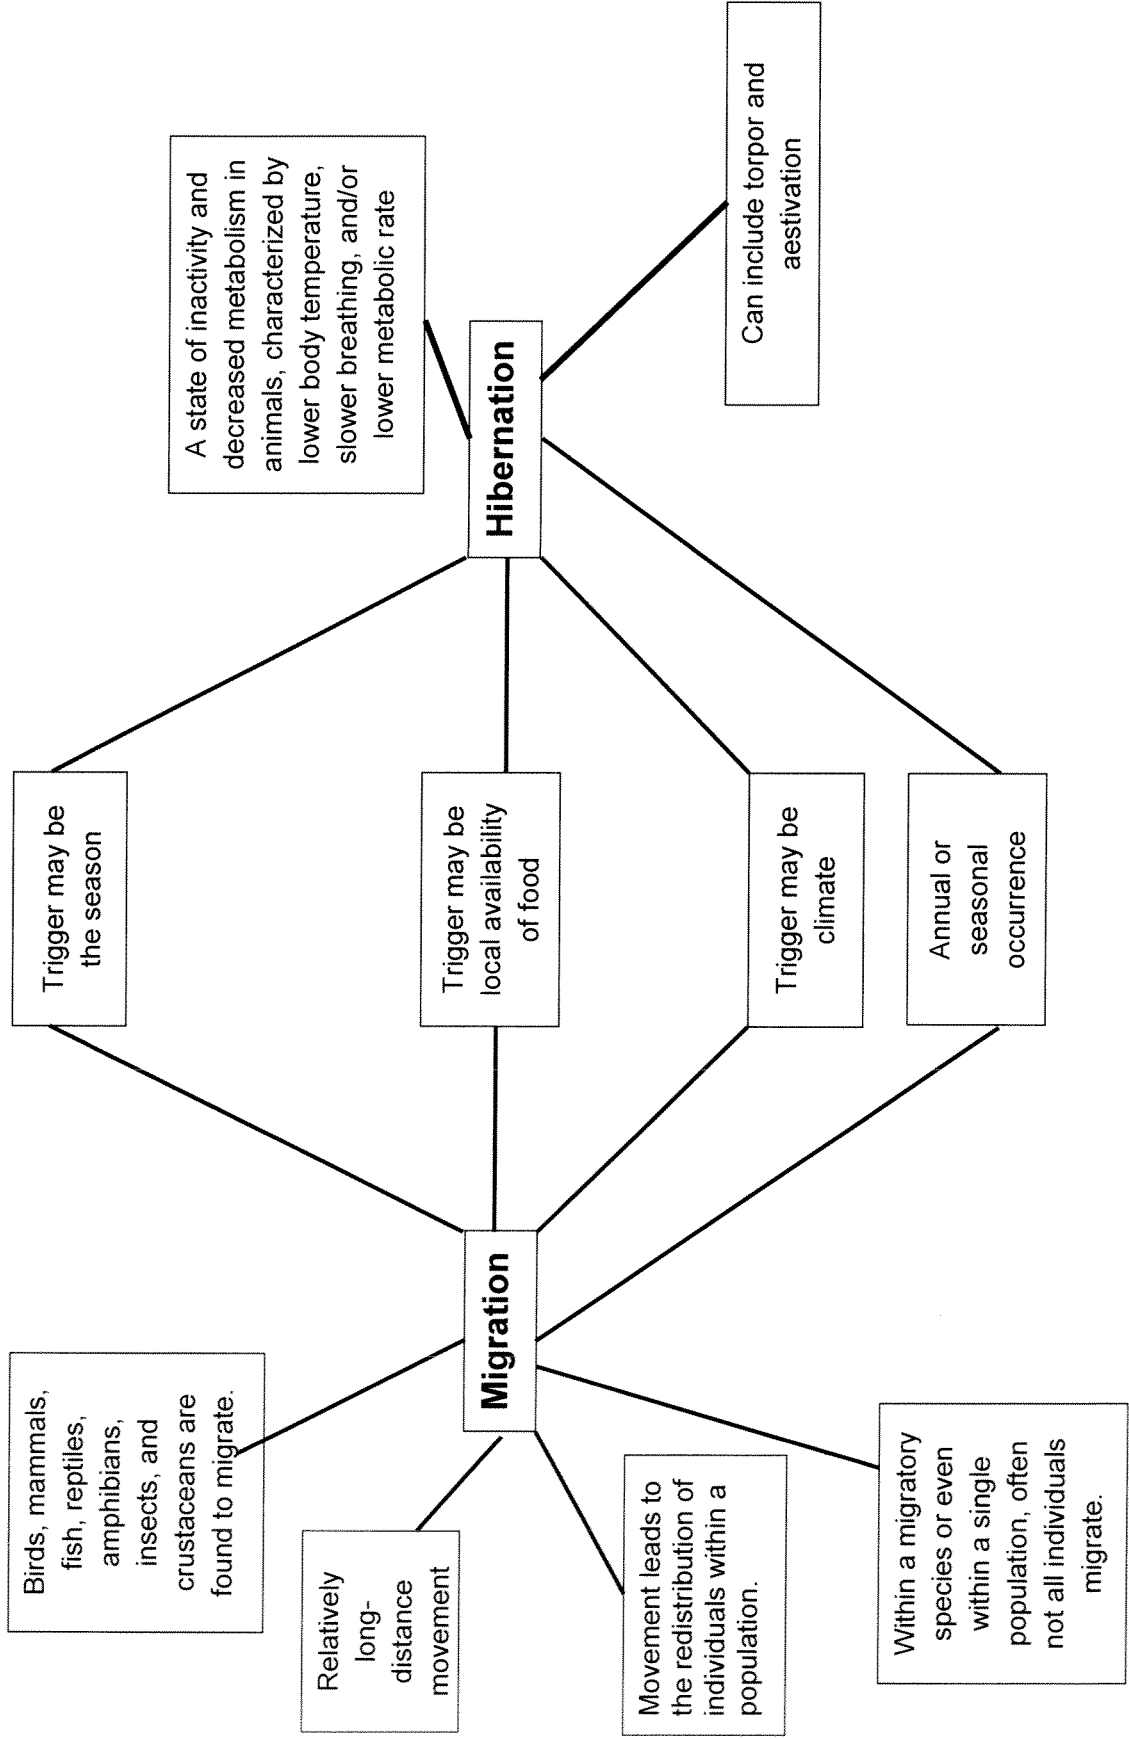 Birds, mammals,
fish, reptiles,
amphibians,
insects, and
crustaceans are
found to migrate.
Relatively
long-
distance
movement
Movement leads to
the redistribution of
individuals within a
population.
Within a migratory
species or even
within a single
population, often
not all individuals
migrate.
Migration
Trigger may be
the season
Trigger may be
local availability
of food
Trigger may be
climate
Annual or
seasonal
occurrence
Hibernation
A state of inactivity and
decreased metabolism in
animals, characterized by
lower body temperature,
slower breathing, and/or
lower metabolic rate
Can include torpor and
aestivation